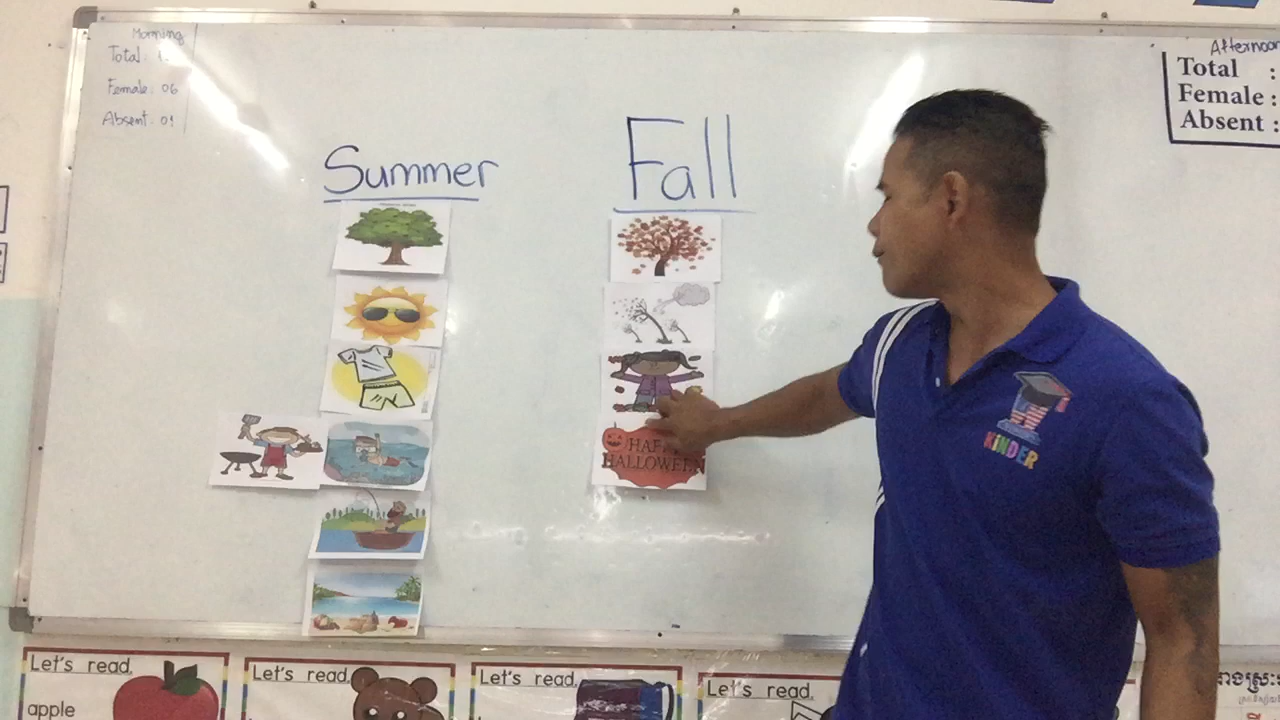 Morning
Total :
Female : 06
Absent : 01
Afternoon
Total :
Female :
Absent :
Summer
Fall
HALLOWEEN
KINDER
Let's read.
apple
Let's read.
Let's read.
Let's read.